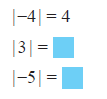 |−4| = 4
|3| =
|−5| =